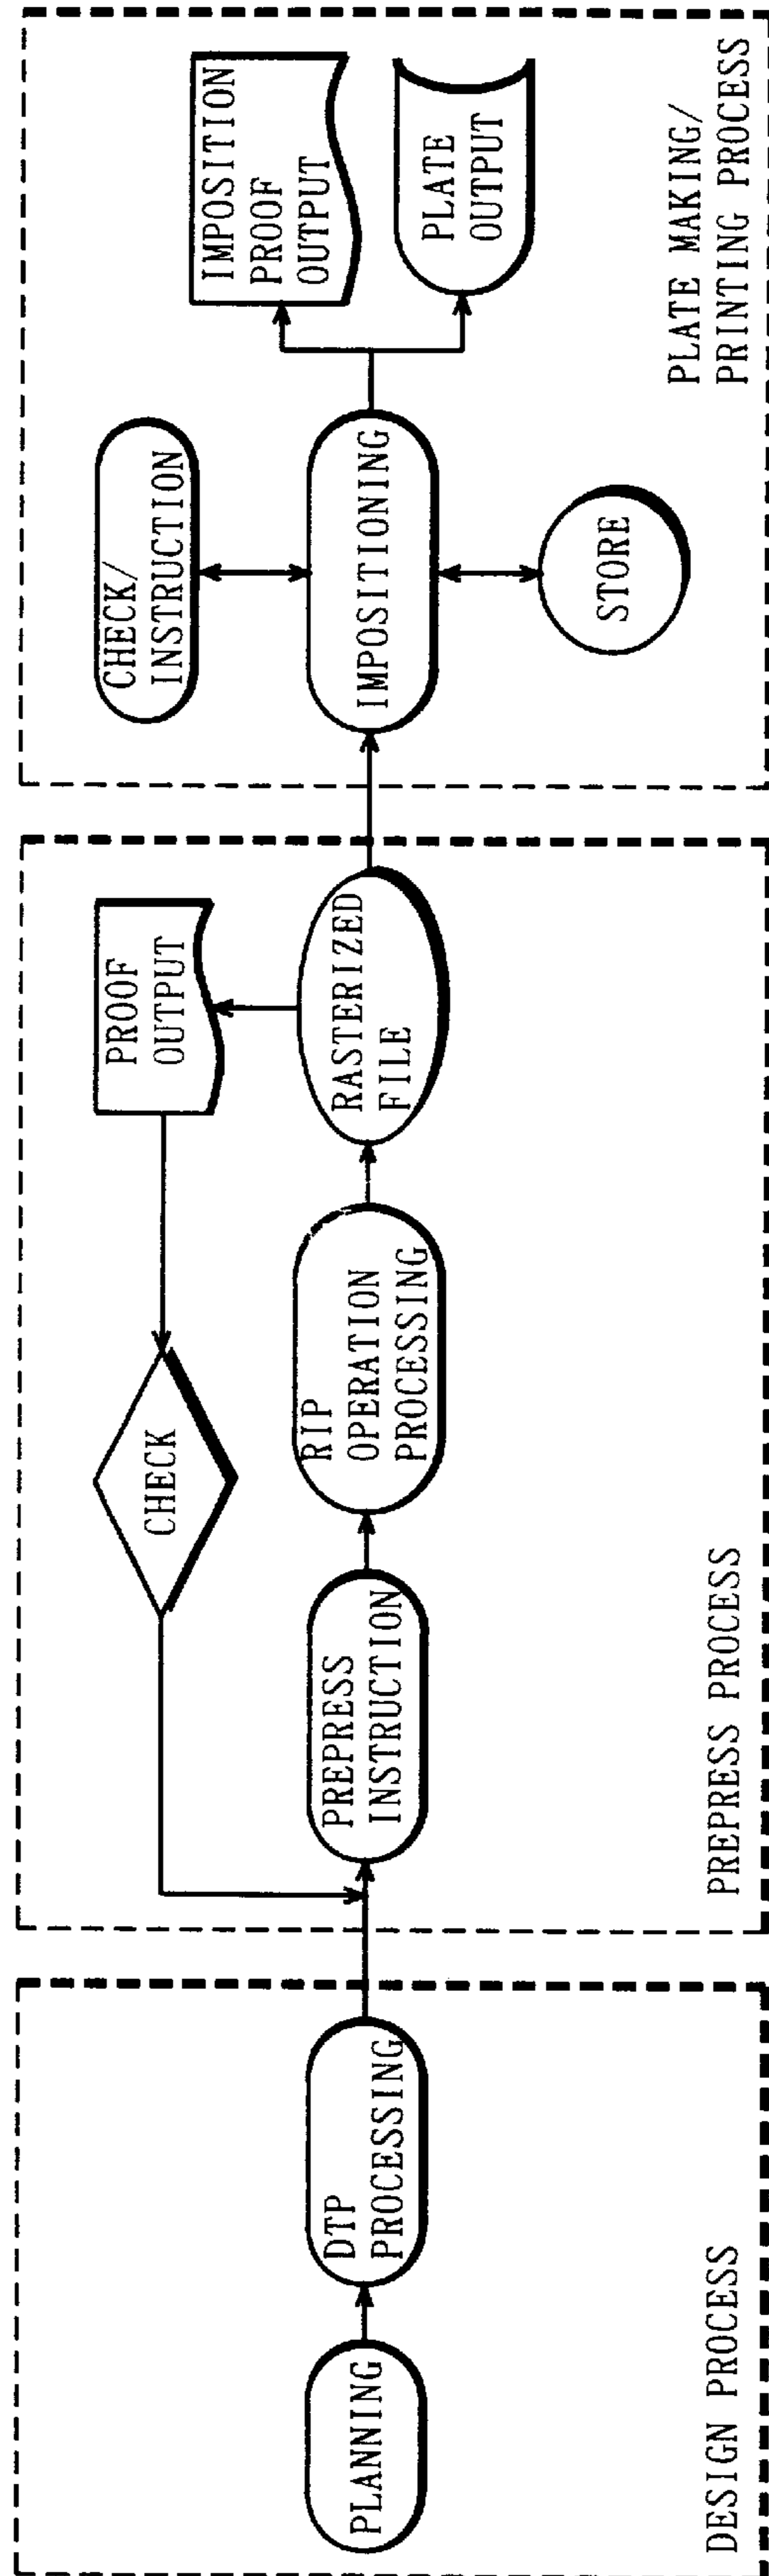 PLANNING
DTP
PROCESSING
DESIGN PROCESS
CHECK
PROOF
OUTPUT
PREPRESS
INSTRUCTION
RIP
OPERATION
PROCESSING
RASTERIZED
FILE
PREPRESS PROCESS
CHECK/
INSTRUCTION
IMPOSITIONING
STORE
IMPOSITION
PROOF
OUTPUT
PLATE
OUTPUT
PLATE MAKING/
PRINTING PROCESS